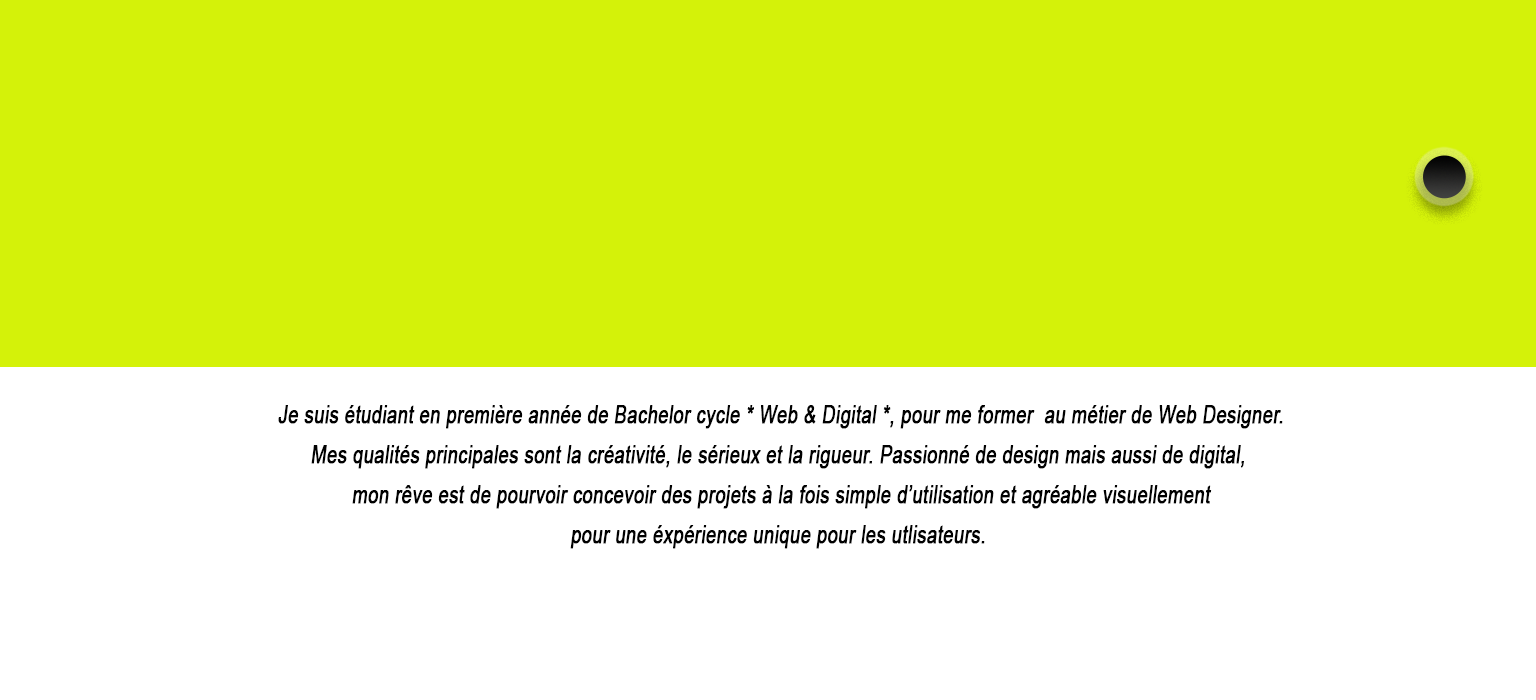 Je suis étudiant en première année de Bachelor cycle * Web & Digital *, pour me former  au métier de Web Designer.
Mes qualités principales sont la créativité, le sérieux et la rigueur. Passionné de design mais aussi de digital,
mon rêve est de pourvoir concevoir des projets à la fois simple d’utilisation et agréable visuellement
pour une éxpérience unique pour les utlisateurs.